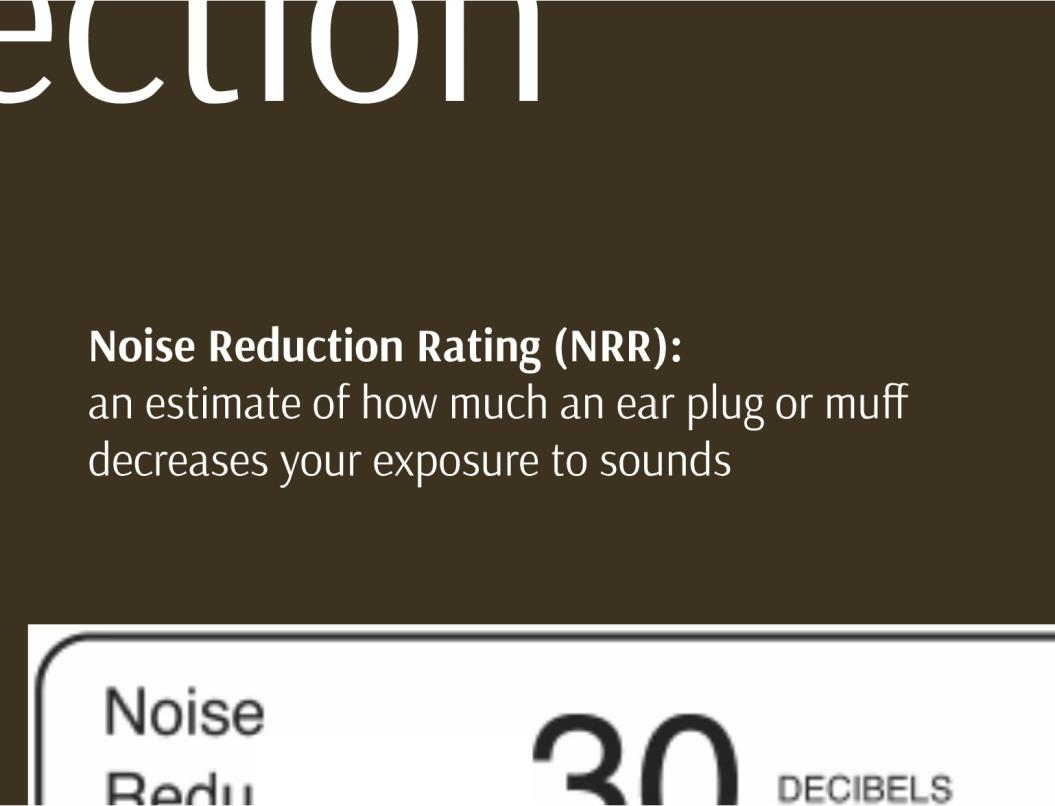 ection
Noise Reduction Rating (NRR):
an estimate of how much an ear plug or muff
decreases your exposure to sounds
Noise
30 DECIBELS
Redu